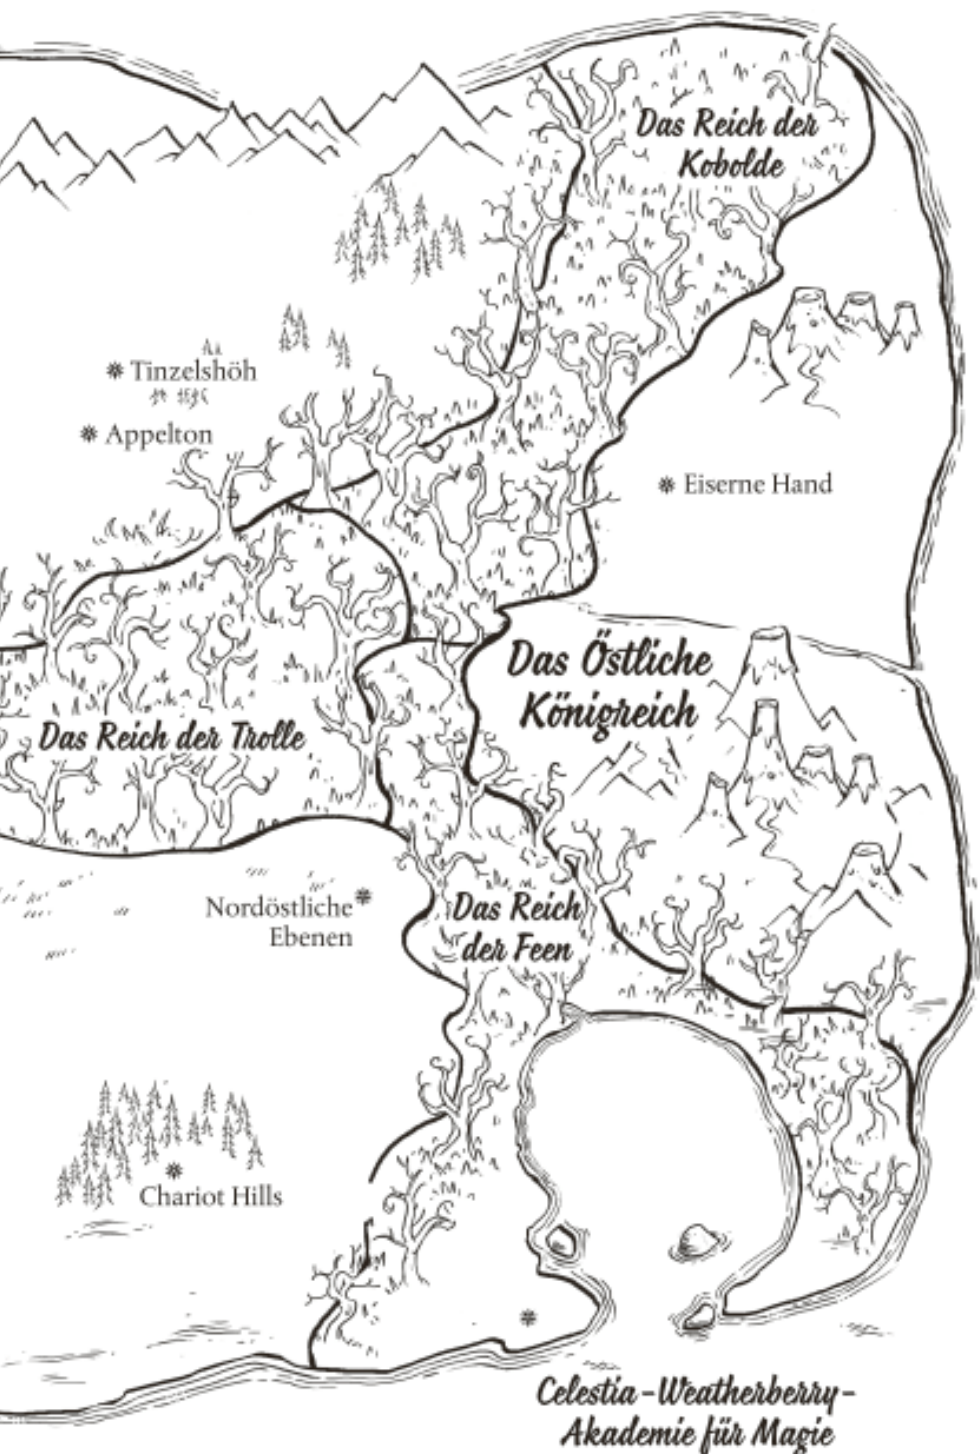 Das Reich der
Kobolde
Tinzelshöh
Appelton
Eiserne Hand
Das Östliche
Königreich
Das Reich der Trolle
Nordöstliche
Ebenen
Das Reich
der Feen
Chariot Hills
Celestia-Weatherberry-
Akademie für Magie